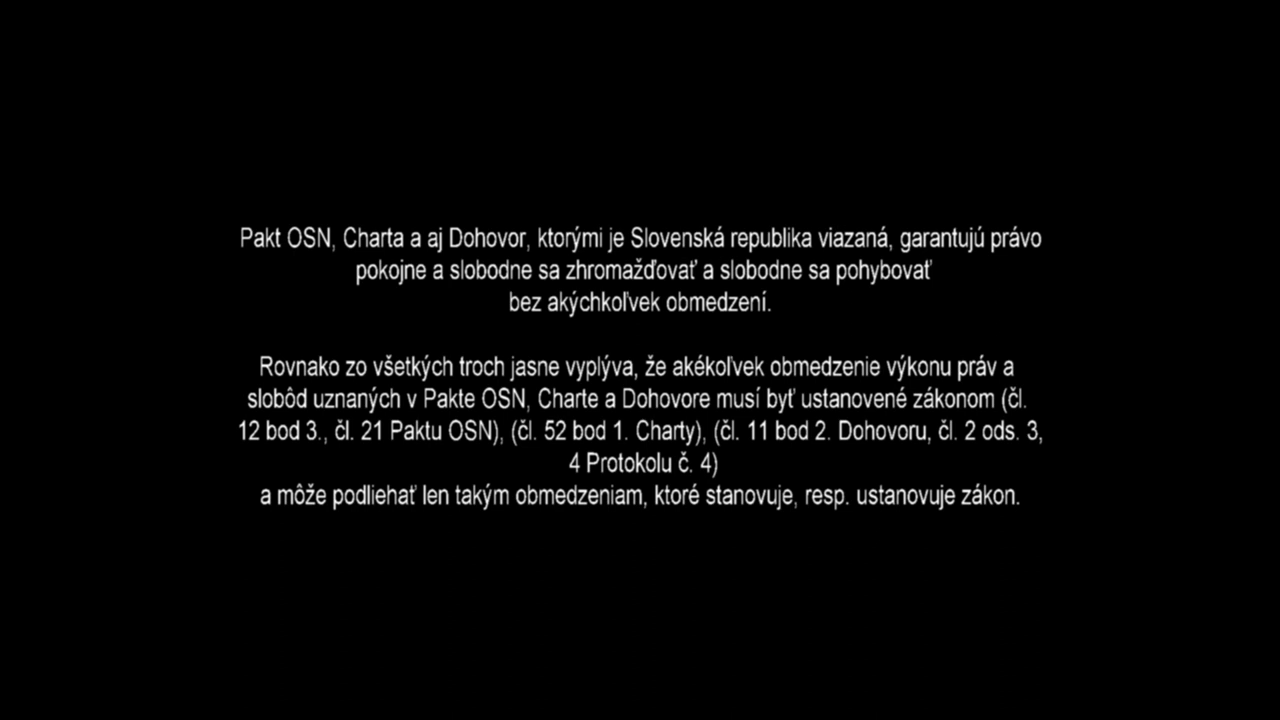 Pakt OSN, Charta a aj Dohovor, ktorými je Slovenská republika viazaná, garantujú právo
pokojne a slobodne sa zhromažďovať a slobodne sa pohybovať
bez akýchkoľvek obmedzení.
Rovnako zo všetkých troch jasne vyplýva, že akékoľvek obmedzenie výkonu práv a
slobôd uznaných v Pakte OSN, Charte a Dohovore musí byť ustanovené zákonom (čl.
12 bod 3., čl. 21 Paktu OSN), (čl. 52 bod 1. Charty), (čl. 11 bod 2. Dohovoru, čl. 2 ods. 3,
4 Protokolu č. 4)
a môže podliehať len takým obmedzeniam, ktoré stanovuje, resp. ustanovuje zákon.